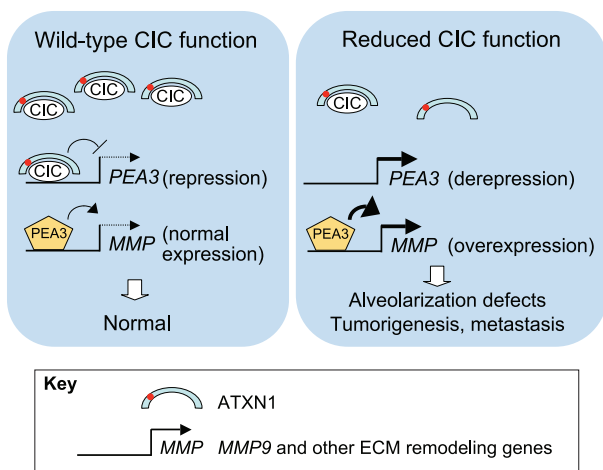 Wild-type CIC function
CIC
CIC
CIC
CIC
PEA3 (repression)
PEA3
MMP (normal
expression)
Normal
Reduced CIC function
CIC
PEA3 (derepression)
PEA3
MMP (overexpression)
Alveolarization defects
Tumorigenesis, metastasis
Key
ATXN1
MMP MMP9 and other ECM remodeling genes